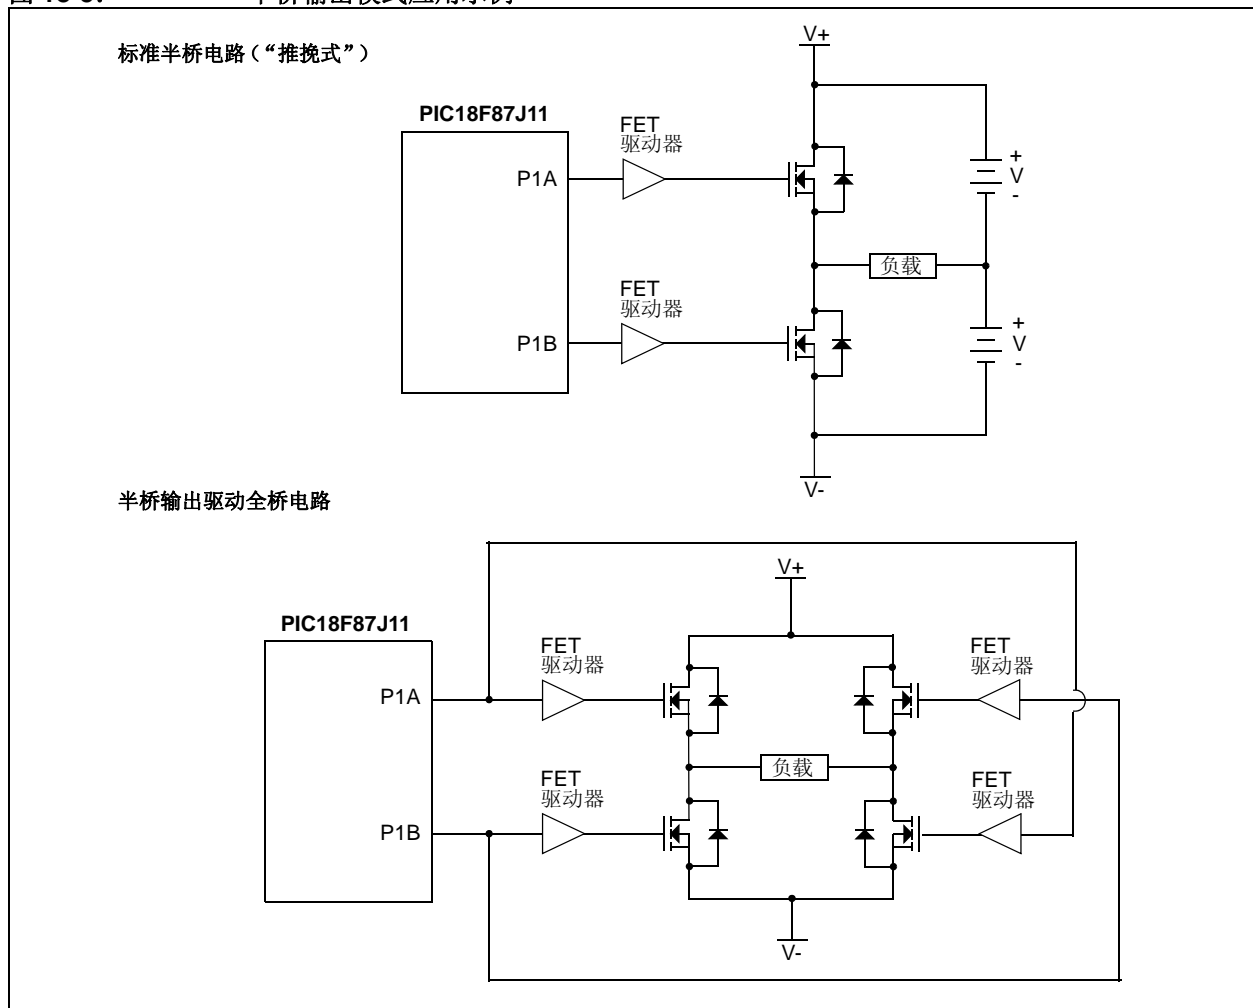 标准半桥电路（“推挽式”）
V+
PIC18F87J11
FET
驱动器
P1A
+
V
-
负载
FET
驱动器
P1B
+
V
-
V-
半桥输出驱动全桥电路
V+
PIC18F87J11
FET
驱动器
FET
驱动器
P1A
负载
FET
驱动器
FET
驱动器
P1B
V-